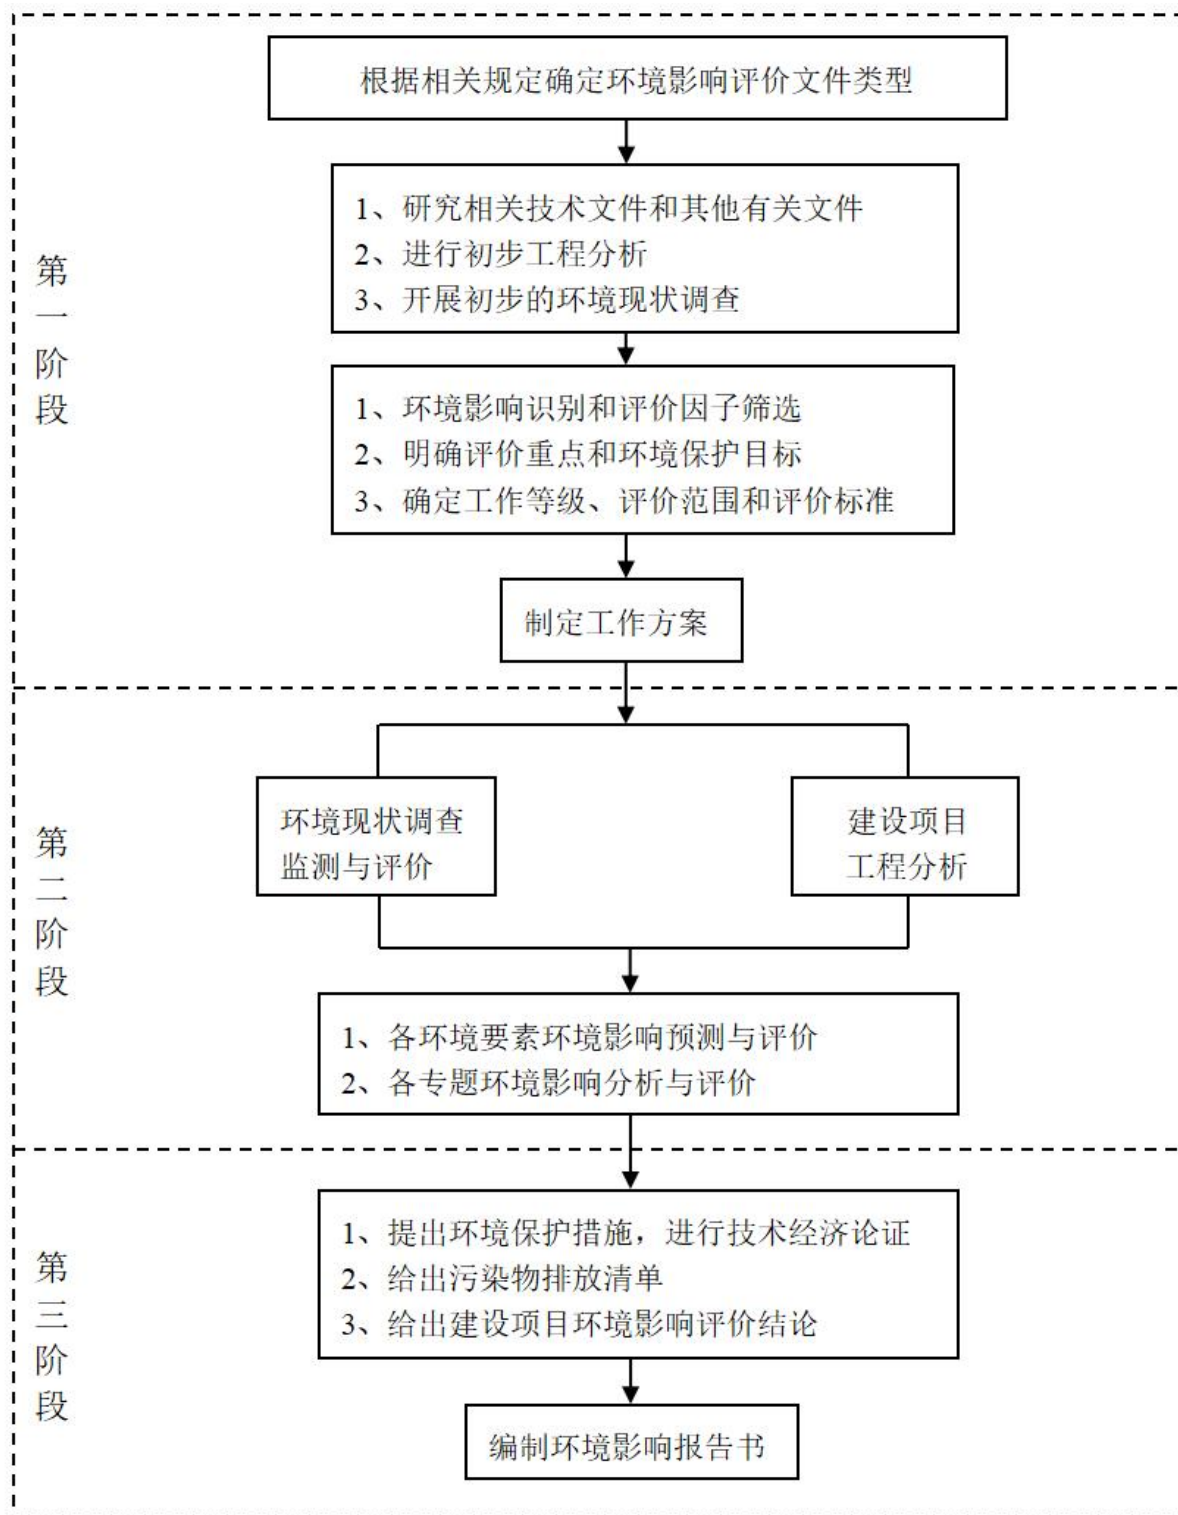 根据相关规定确定环境影响评价文件类型
1、研究相关技术文件和其他有关文件
2、进行初步工程分析
3、开展初步的环境现状调查
第
一
阶
段
1、环境影响识别和评价因子筛选
2、明确评价重点和环境保护目标
3、确定工作等级、评价范围和评价标准
制定工作方案
第
二
阶
段
环境现状调查
监测与评价
建设项目
工程分析
1、各环境要素环境影响预测与评价
2、各专题环境影响分析与评价
第
三
阶
段
1、提出环境保护措施，进行技术经济论证
2、给出污染物排放清单
3、给出建设项目环境影响评价结论
编制环境影响报告书